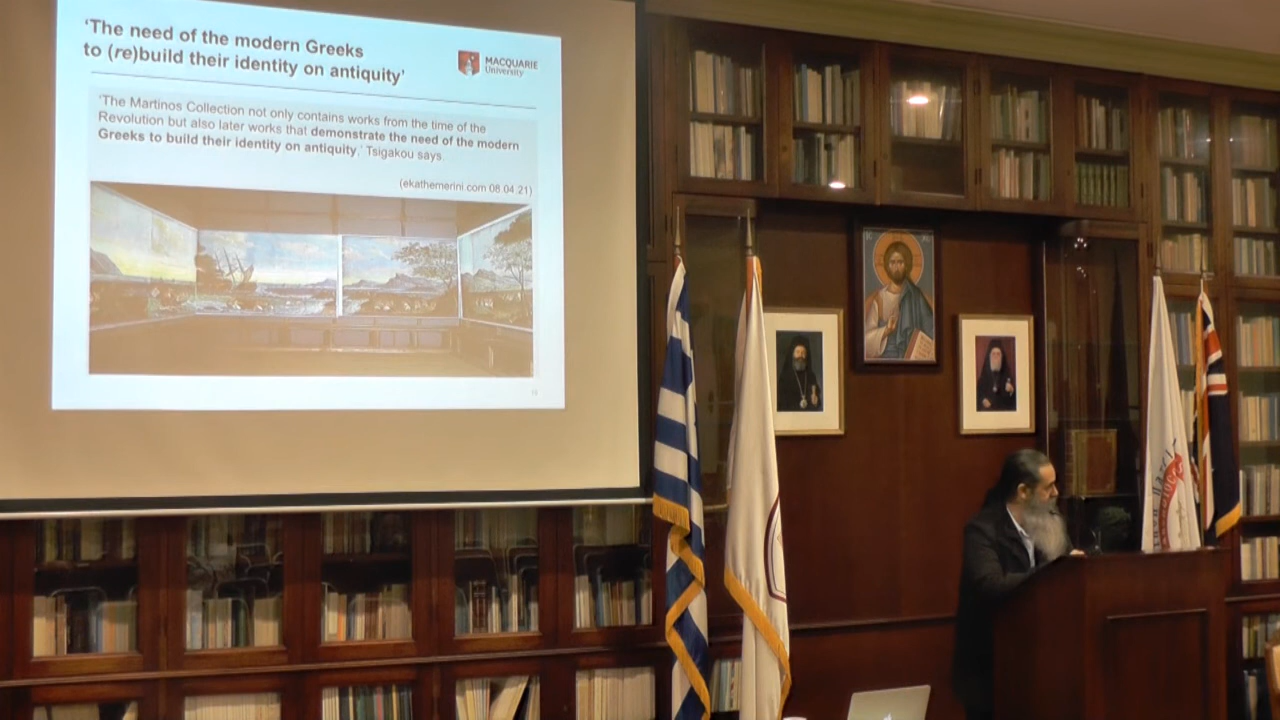 ‘The need of the modern Greeks
to (re)build their identity on antiquity’
MACQUARIE
University
‘The Martinos Collection not only contains works from the time of the
Revolution but also later works that demonstrate the need of the modern
Greeks to build their identity on antiquity.’ Tsigakou says.
(ekathemerini.com 08.04.21)